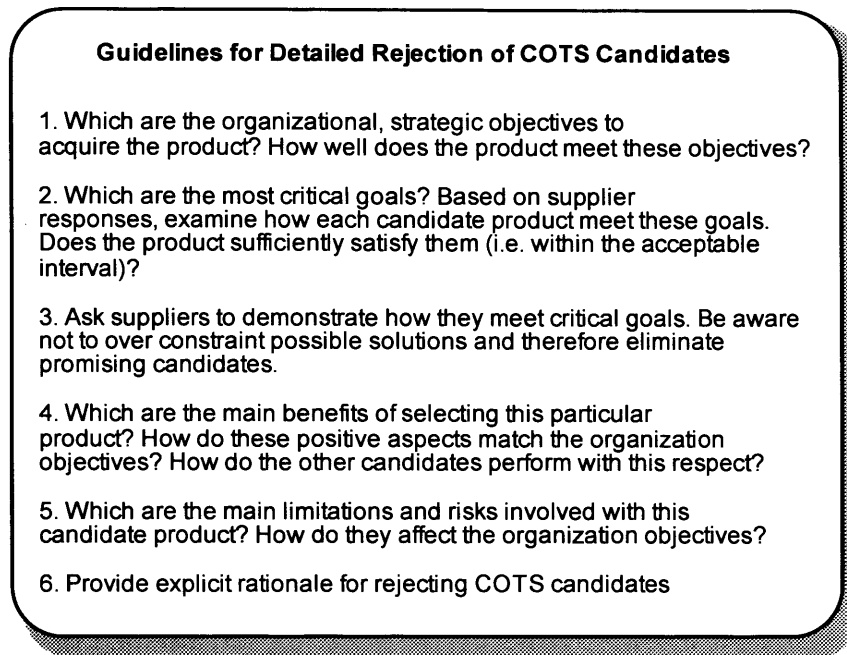 Guidelines for Detailed Rejection of COTS Candidates
1. Which are the organizational, strategic objectives to
acquire the product? How well does the product meet these objectives?
2. Which are the most critical goals? Based on supplier
responses, examine how each candidate product meet these goals.
Does the product sufficiently satisfy them (i.e. within the acceptable
interval)?
3. Ask suppliers to demonstrate how they meet critical goals. Be aware
not to over constraint possible solutions and therefore eliminate
promising candidates.
4. Which are the main benefits of selecting this particular
product? How do these positive aspects match the organization
objectives? How do the other candidates perform with this respect?
5. Which are the main limitations and risks involved with this
candidate product? How do they affect the organization objectives?
6. Provide explicit rationale for rejecting COTS candidates